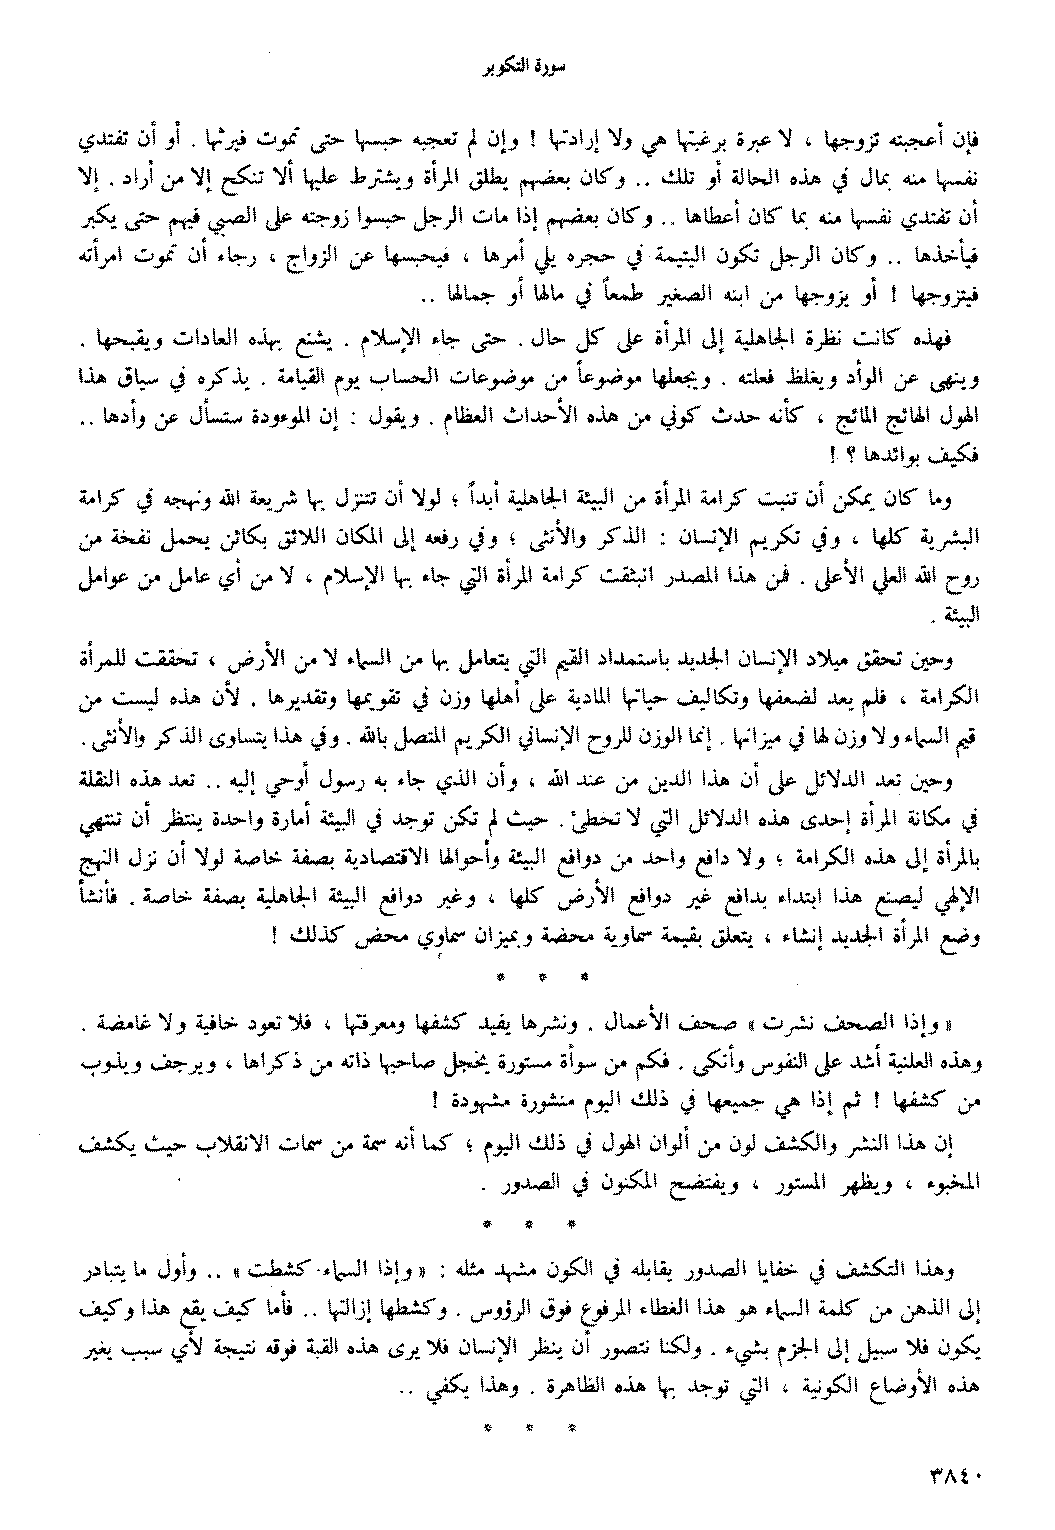 سورة التكوير
فإن أعجبته تزوجها ، لا عبرة برغبتها هي ولا إرادتها ! وإن لم تعجبه حبسها حتى تموت فيرثها . أو أن تفتدي
نفسها منه بمال في هذه الحالة أو تلك .. وكان بعضهم يطلق المرأة ويشترط عليها ألا تنكح إلا من أراد . إلا
أن تفتدي نفسها منه بما كان أعطاها .. وكان بعضهم إذا مات الرجل حبسوا زوجته على الصبي فيهم حتى يكبر
فيأخذها .. وكان الرجل تكون اليتيمة في حجره يلي أمرها ، فيحبسها عن الزواج ، رجاء أن تموت امرأته
فيتزوجها ! أو يزوجها من ابنه الصغير طمعاً في مالها أو جمالها ..
فهذه كانت نظرة الجاهلية إلى المرأة على كل حال . حتى جاء الإسلام . يشنع بهذه العادات ويقبحها .
وينهى عن الوأد ويغلظ فعلته . ويجعلها موضوعاً من موضوعات الحساب يوم القيامة . يذكره في سياق هذا
الهول الهائج المائج ، كأنه حدث كوني من هذه الأحداث العظام . ويقول : إن الموءودة ستسأل عن وأدها ..
فكيف بوائدها ؟ !
وما كان يمكن أن تنبت كرامة المرأة من البيئة الجاهلية أبداً ؛ لولا أن تتنزل بها شريعة الله ونهجه في كرامة
البشرية كلها ، وفي تكريم الإنسان : الذكر والأنثى ؛ وفي رفعه إلى المكان اللائق بكائن يحمل نفخة من
روح الله العلي الأعلى . فمن هذا المصدر انبثقت كرامة المرأة التي جاء بها الإسلام ، لا من أي عامل من عوامل
البيئة .
وحين تحقق ميلاد الإنسان الجديد باستمداد القيم التي يتعامل بها من السماء لا من الأرض ، تحققت للمرأة
الكرامة ، فلم يعد لضعفها وتكاليف حياتها المادية على أهلها وزن في تقويمها وتقديرها . لأن هذه ليست من
قيم السماء ولا وزن لها في ميزانها . إنما الوزن للروح الإنساني الكريم المتصل بالله . وفي هذا يتساوى الذكر والأنثى .
وحين تعد الدلائل على أن هذا الدين من عند الله ، وأن الذي جاء به رسول أوحي إليه .. تعد هذه النقلة
في مكانة المرأة إحدى هذه الدلائل التي لا تخطئ . حيث لم تكن توجد في البيئة أمارة واحدة ينتظر أن تنتهي
بالمرأة إلى هذه الكرامة ؛ ولا دافع واحد من دوافع البيئة وأحوالها الاقتصادية بصفة خاصة لولا أن نزل النهج
الإلهي ليصنع هذا ابتداء بدافع غير دوافع الأرض كلها ، وغير دوافع البيئة الجاهلية بصفة خاصة . فأنشأ
وضع المرأة الجديد إنشاء ، يتعلق بقيمة سماوية محضة وبميزان سماوي محض كذلك !
* * *
« وإذا الصحف نشرت » صحف الأعمال . ونشرها يفيد كشفها ومعرفتها ، فلا تعود خافية ولا غامضة .
وهذه العلنية أشد على النفوس وأنكى . فكم من سوأة مستورة يخجل صاحبها ذاته من ذكراها ، ويرجف ويذوب
من كشفها ! ثم إذا هي جميعها في ذلك اليوم منشورة مشهودة !
إن هذا النشر والكشف لون من ألوان الهول في ذلك اليوم ؛ كما أنه سمة من سمات الانقلاب حيث يكشف
المخبوء ، ويظهر المستور ، ويفتضح المكنون في الصدور .
* * *
وهذا التكشف في خفايا الصدور يقابله في الكون مشهد مثله : « وإذا السماء كشطت » .. وأول ما يتبادر
إلى الذهن من كلمة السماء هو هذا الغطاء المرفوع فوق الرؤوس . وكشطها إزالتها .. فأما كيف يقع هذا وكيف
يكون فلا سبيل إلى الجزم بشيء . ولكنا نتصور أن ينظر الإنسان فلا يرى هذه القبة فوقه نتيجة لأي سبب يغير
هذه الأوضاع الكونية ، التي توجد بها هذه الظاهرة . وهذا يكفي ..
* * *
٣٨٤٠